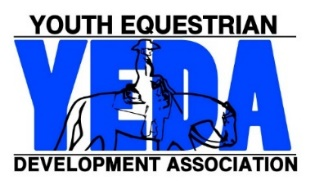 YOUTH EQUESTRIAN
YEDA
DEVELOPMENT ASSOCIATION